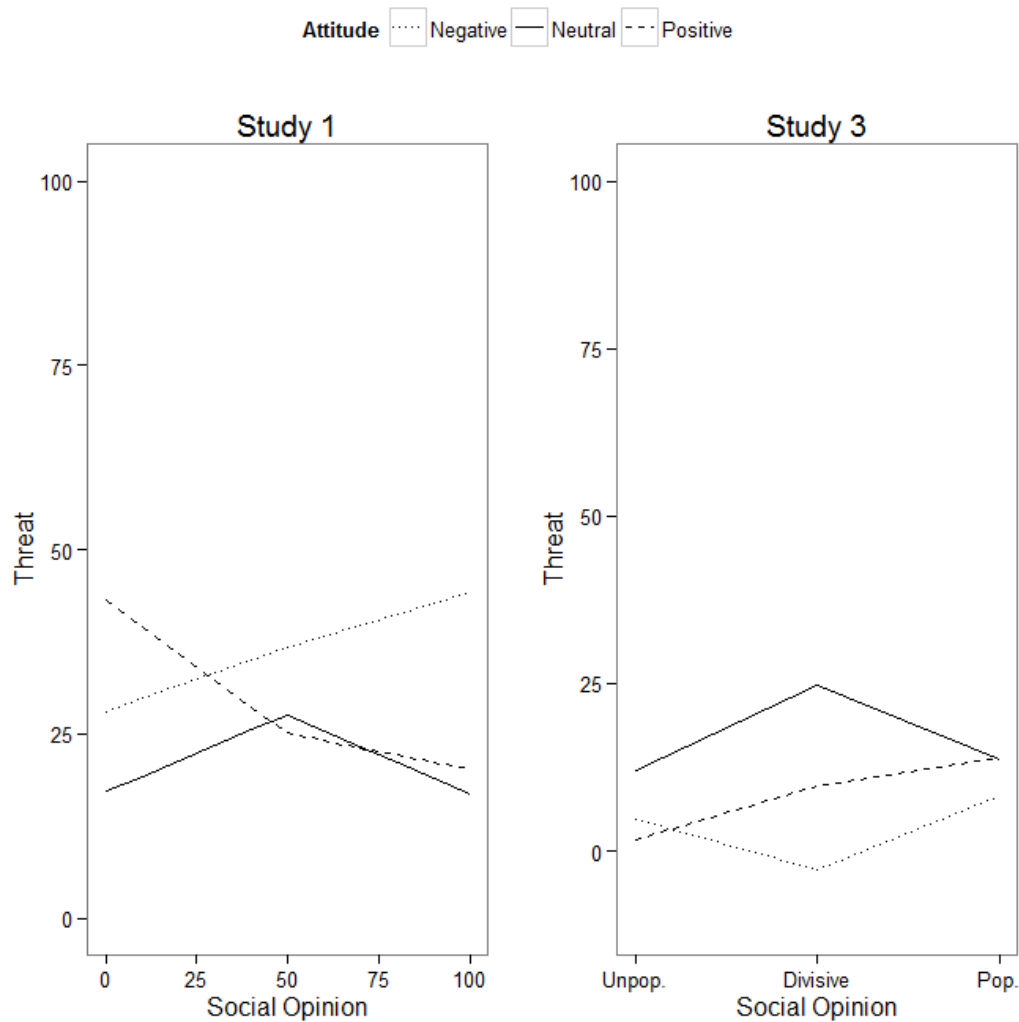 Attitude Negative Neutral Positive
Study 1
100
75
50
25
0
Threat
0 25 50 75 100
Social Opinion
Study 3
100
75
50
25
0
Threat
Unpop. Divisive Pop.
Social Opinion